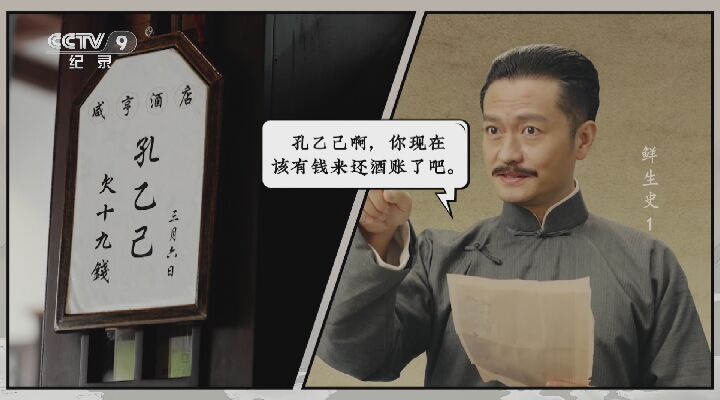 CCTV 9
纪录
咸亨酒店
孔乙己
欠十九錢
三月六日
孔乙己啊，你现在
该有钱来还酒账了吧。
鲜生史1